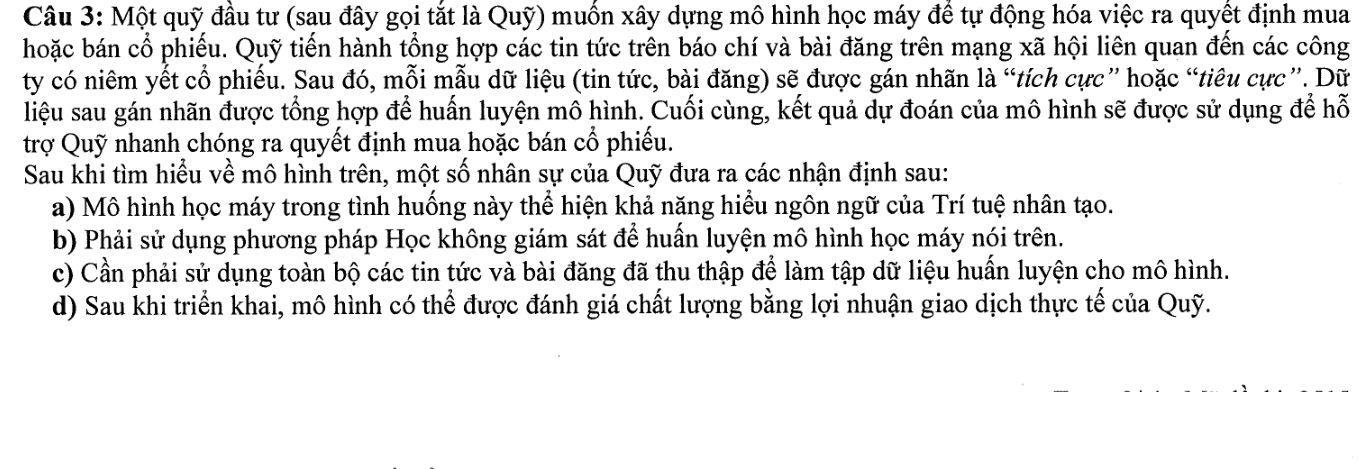 Câu 3: Một quỹ đầu tư (sau đây gọi tắt là Quỹ) muốn xây dựng mô hình học máy để tự động hóa việc ra quyết định mua
hoặc bán cổ phiếu. Quỹ tiến hành tổng hợp các tin tức trên báo chí và bài đăng trên mạng xã hội liên quan đến các công
ty có niêm yết cổ phiếu. Sau đó, mỗi mẫu dữ liệu (tin tức, bài đăng) sẽ được gán nhãn là “tích cực” hoặc “tiêu cực”. Dữ
liệu sau gán nhãn được tổng hợp để huấn luyện mô hình. Cuối cùng, kết quả dự đoán của mô hình sẽ được sử dụng để hỗ
trợ Quỹ nhanh chóng ra quyết định mua hoặc bán cổ phiếu.
Sau khi tìm hiểu về mô hình trên, một số nhân sự của Quỹ đưa ra các nhận định sau:
a) Mô hình học máy trong tình huống này thể hiện khả năng hiểu ngôn ngữ của Trí tuệ nhân tạo.
b) Phải sử dụng phương pháp Học không giám sát để huấn luyện mô hình học máy nói trên.
c) Cần phải sử dụng toàn bộ các tin tức và bài đăng đã thu thập để làm tập dữ liệu huấn luyện cho mô hình.
d) Sau khi triển khai, mô hình có thể được đánh giá chất lượng bằng lợi nhuận giao dịch thực tế của Quỹ.